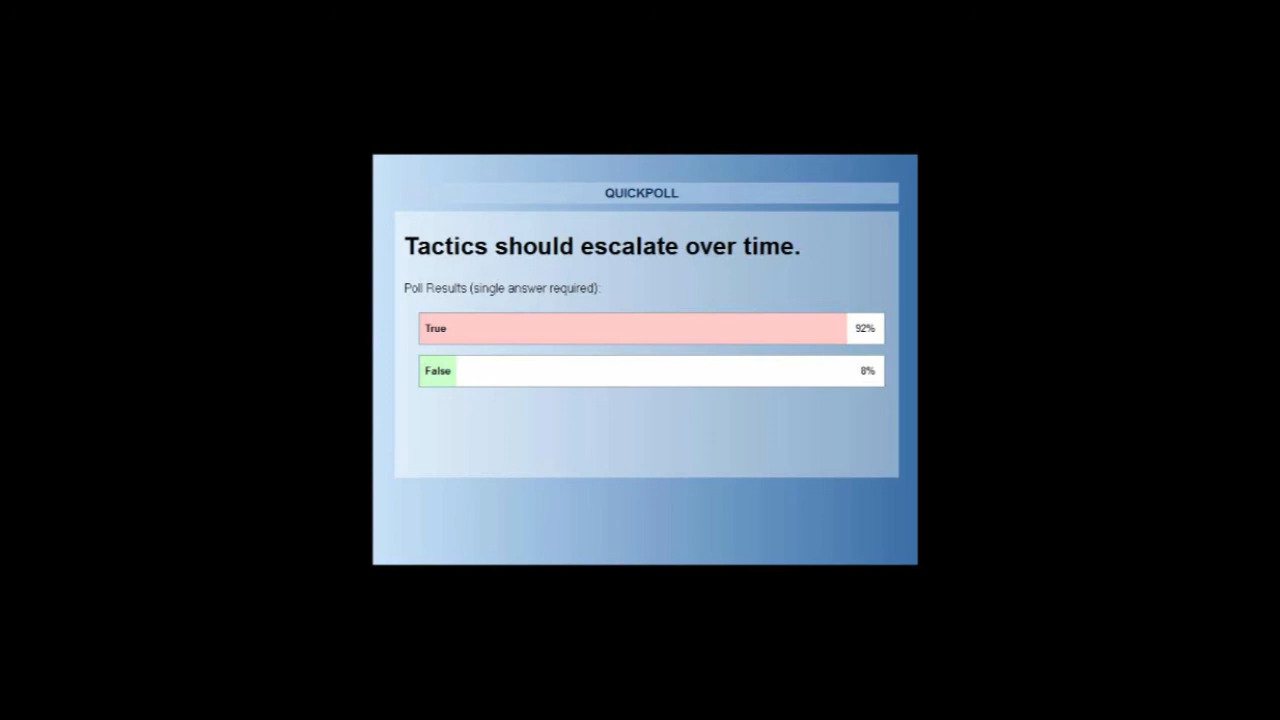 QUICKPOLL
Tactics should escalate over time.
Poll Results (single answer required):
True 92%
False 8%